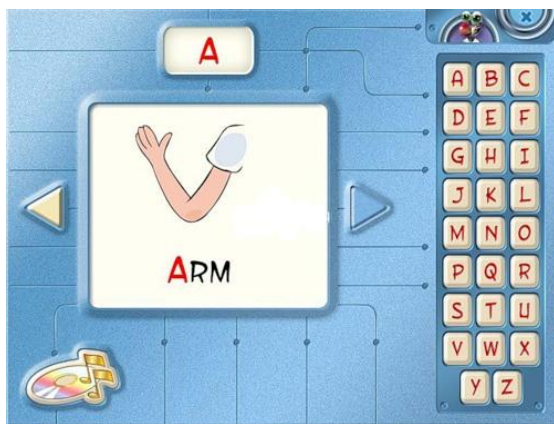 A
ARM
A B C
D E F
G H I
J K L
M N O
P Q R
S T U
V W X
Y Z